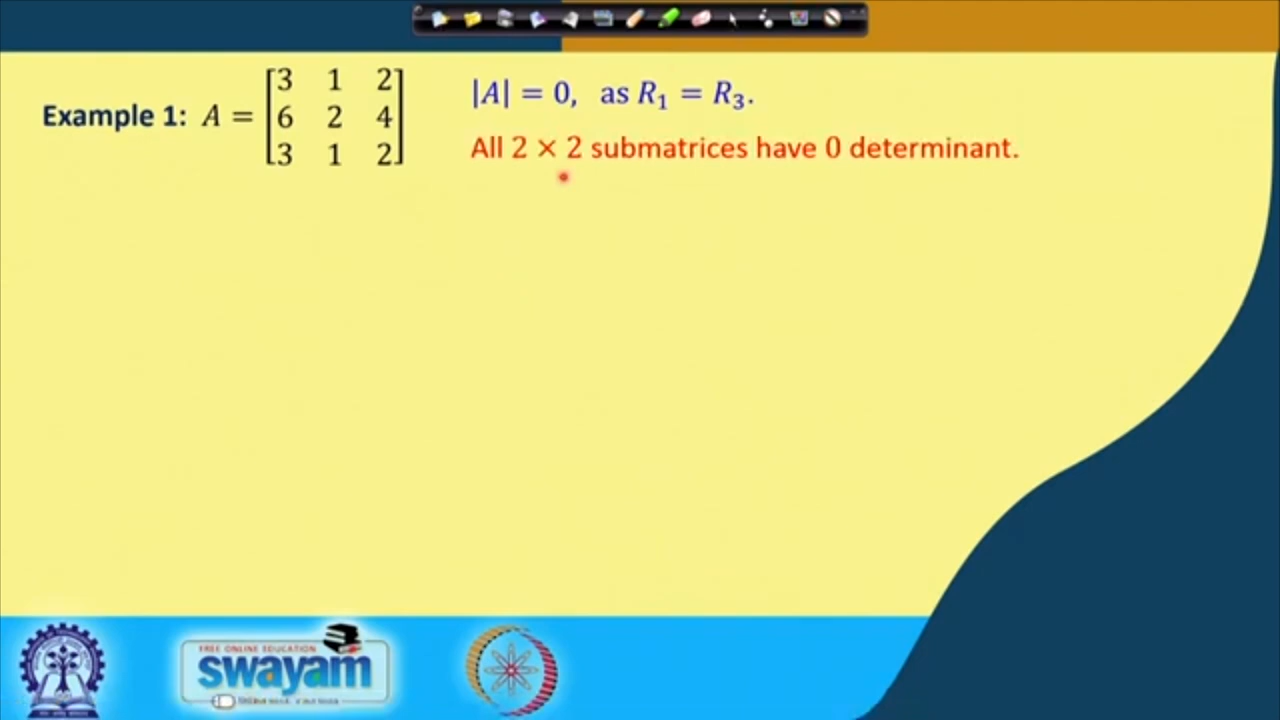 Example 1: A = [3 1 2; 6 2 4; 3 1 2]
|A| = 0, as R₁ = R₃.
All 2 × 2 submatrices have 0 determinant.
FREE ONLINE EDUCATION
swayam